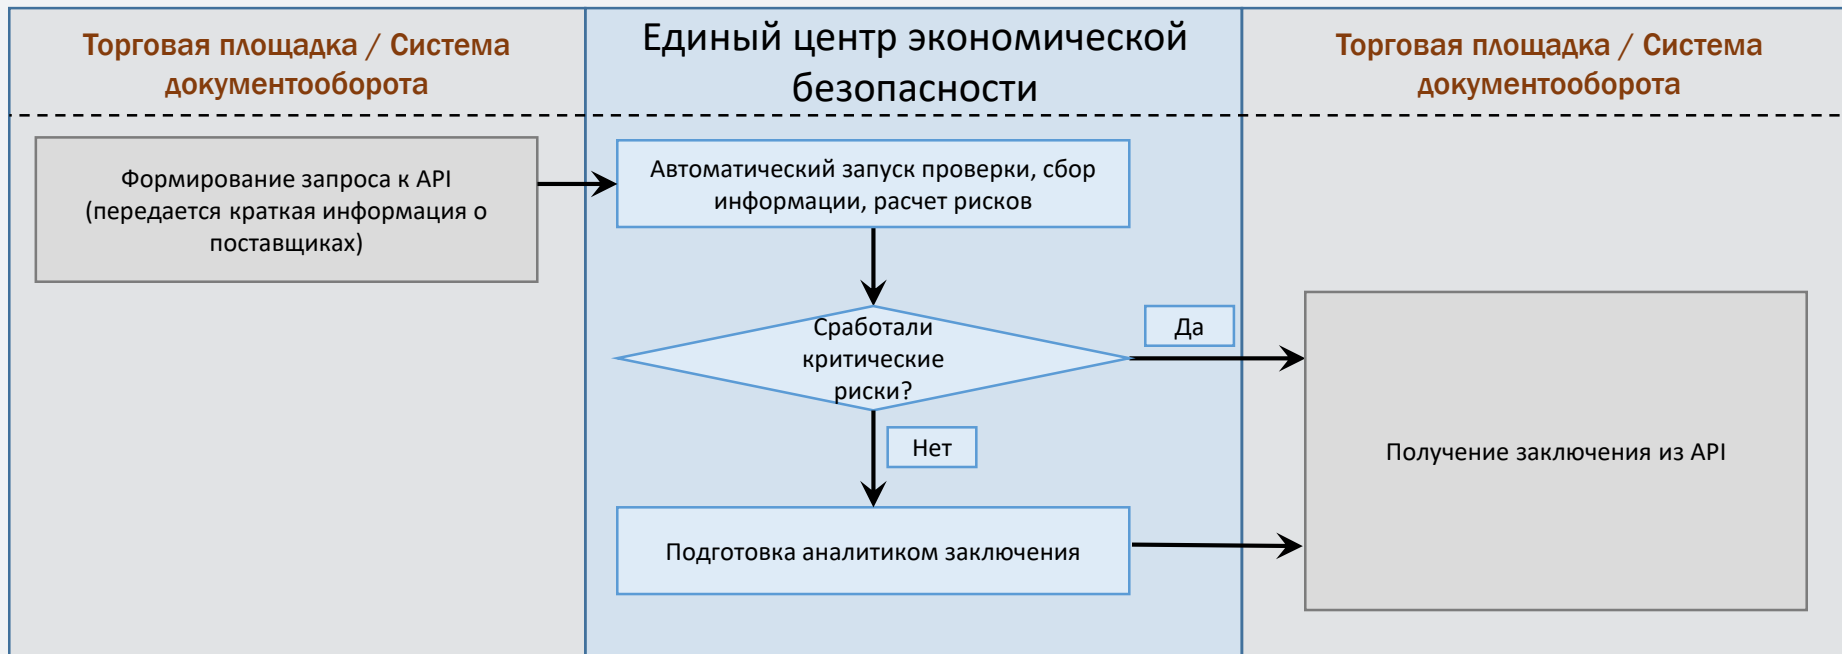 Торговая площадка / Система
документооборота
Единый центр экономической
безопасности
Торговая площадка / Система
документооборота
Формирование запроса к API
(передается краткая информация о
поставщиках)
Автоматический запуск проверки, сбор
информации, расчет рисков
Сработали
критические
риски?
Да
Нет
Получение заключения из API
Подготовка аналитиком заключения